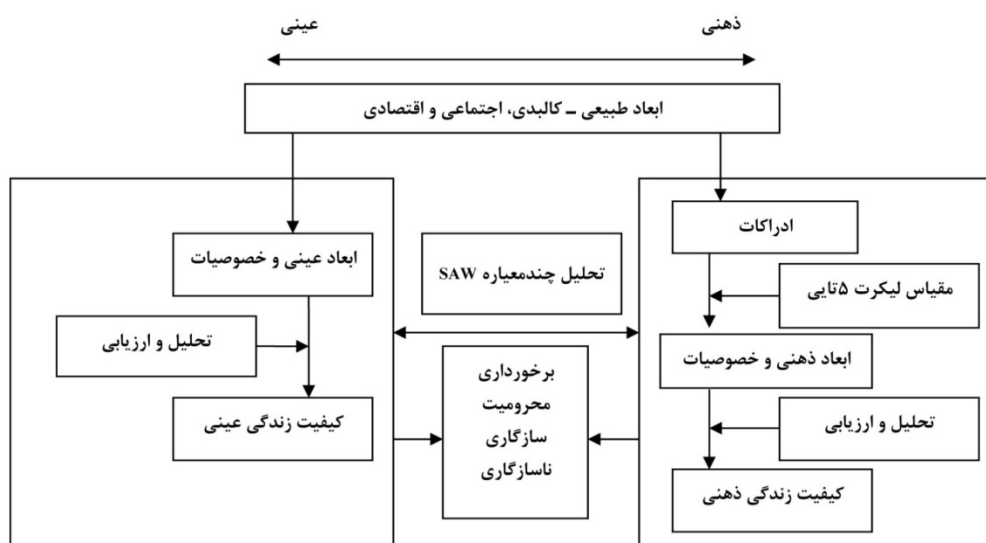 ذهنی
عینی
ابعاد طبیعی – کالبدی، اجتماعی و اقتصادی
ادراکات
مقیاس لیکرت ۵تایی
ابعاد ذهنی و خصوصیات
تحلیل و ارزیابی
کیفیت زندگی ذهنی
تحلیل چندمعیاره SAW
برخورداری
محرومیت
سازگاری
ناسازگاری
ابعاد عینی و خصوصیات
تحلیل و ارزیابی
کیفیت زندگی عینی